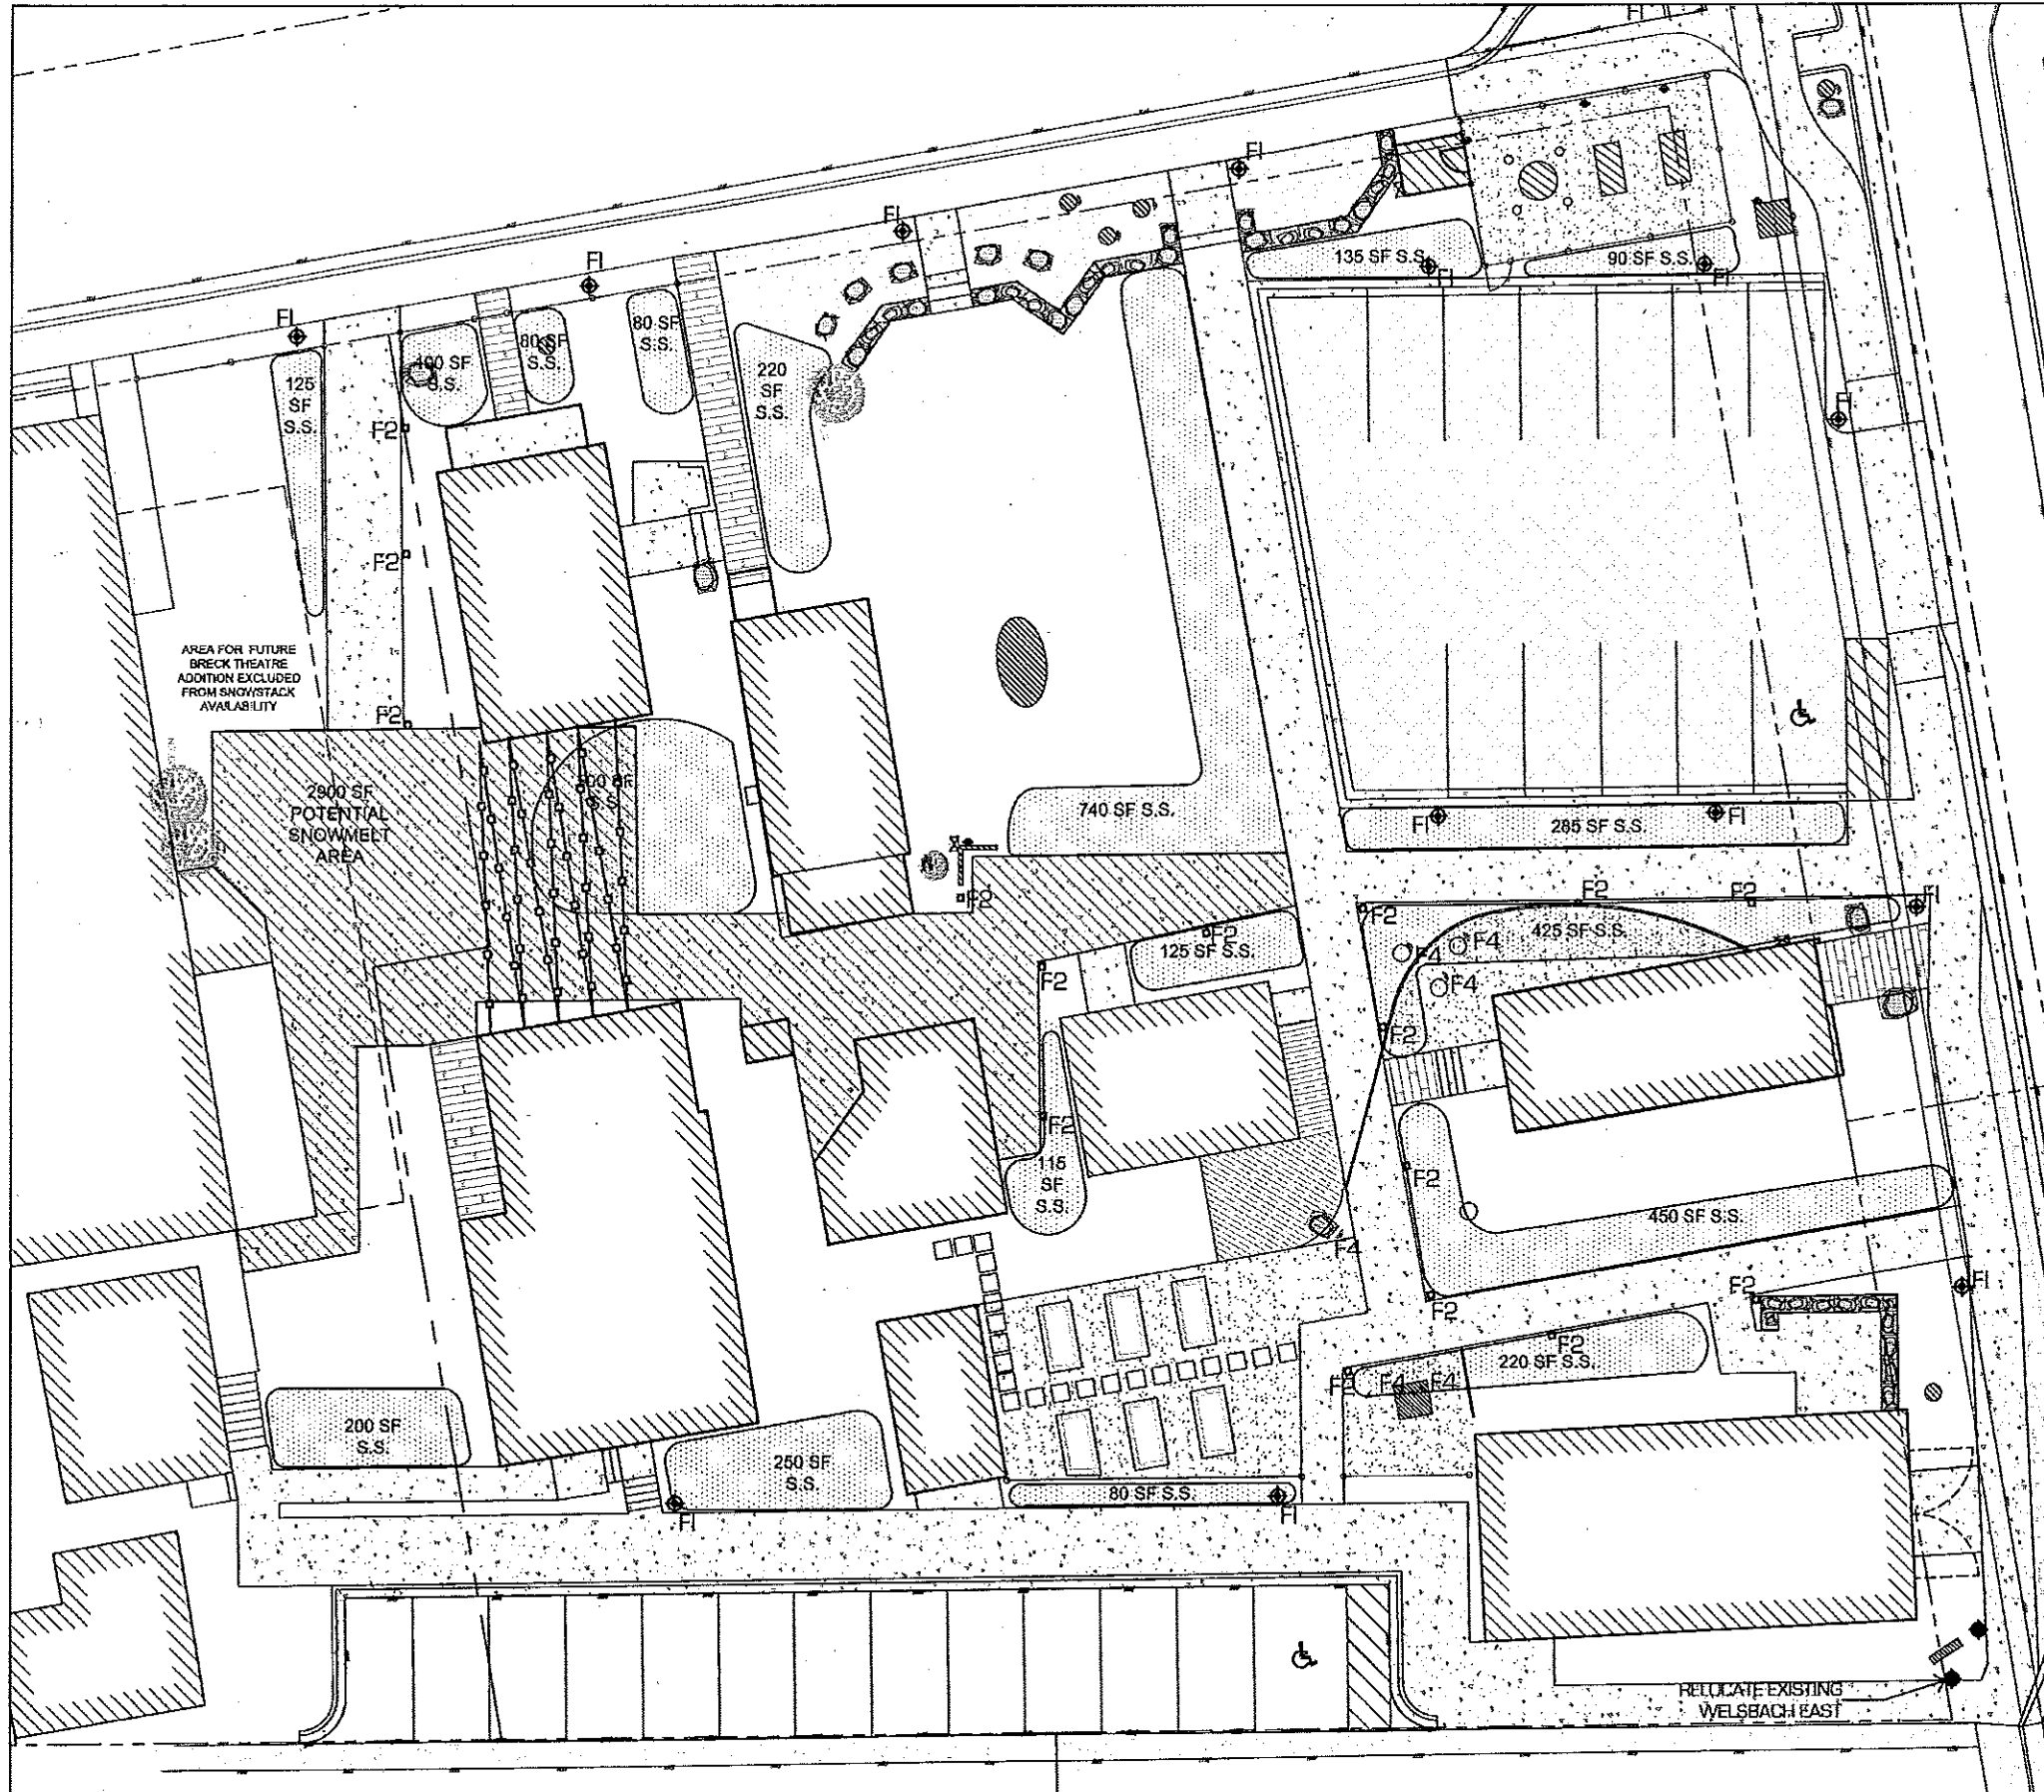 FI
FI
135 SF S.S.
FI
90 SF S.S.
FI
FI
FI
FI
80 SF
S.S.
80 SF
S.S.
S.S.
125
SF
S.S.
220
SF
S.S.
F2
FI
F2
AREA FOR FUTURE
BRECK THEATRE
ADDITION EXCLUDED
FROM SNOWSTACK
AVAILABILITY
F2
2900 SF
POTENTIAL
SNOWMELT
AREA
S.S.
740 SF S.S.
FI
285 SF S.S.
FI
F2
F2
F2
F2
FI
425 SF S.S.
F2
125 SF S.S.
F4
F4
F4
F2
F2
F2
115
SF
S.S.
F2
450 SF S.S.
F4
FI
F2
F2
F2
220 SF S.S.
F2
F4
F4
200 SF
S.S.
250 SF
S.S.
80 SF S.S.
FI
FI
RELOCATE EXISTING
WELSBACH EAST